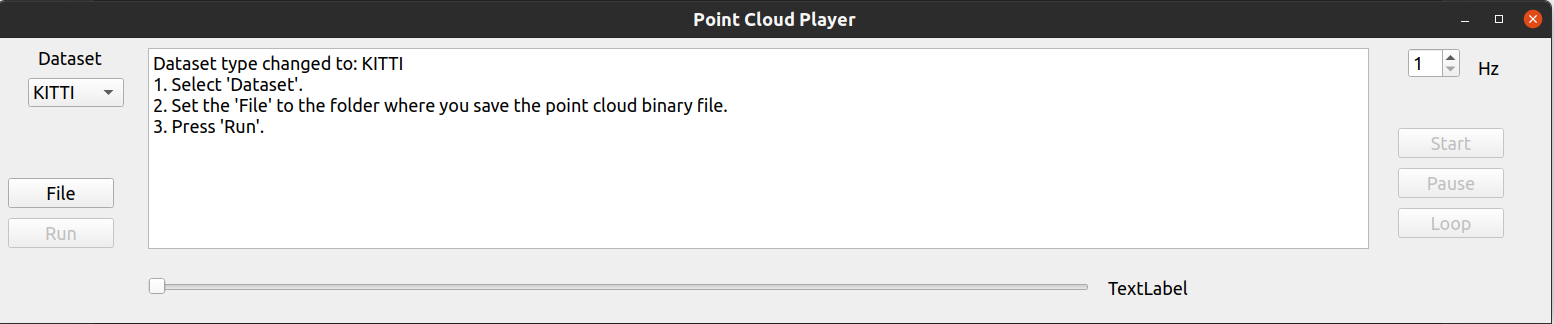 Point Cloud Player
Dataset
KITTI
File
Run
Dataset type changed to: KITTI
1. Select 'Dataset'.
2. Set the 'File' to the folder where you save the point cloud binary file.
3. Press 'Run'.
TextLabel
1
Hz
Start
Pause
Loop